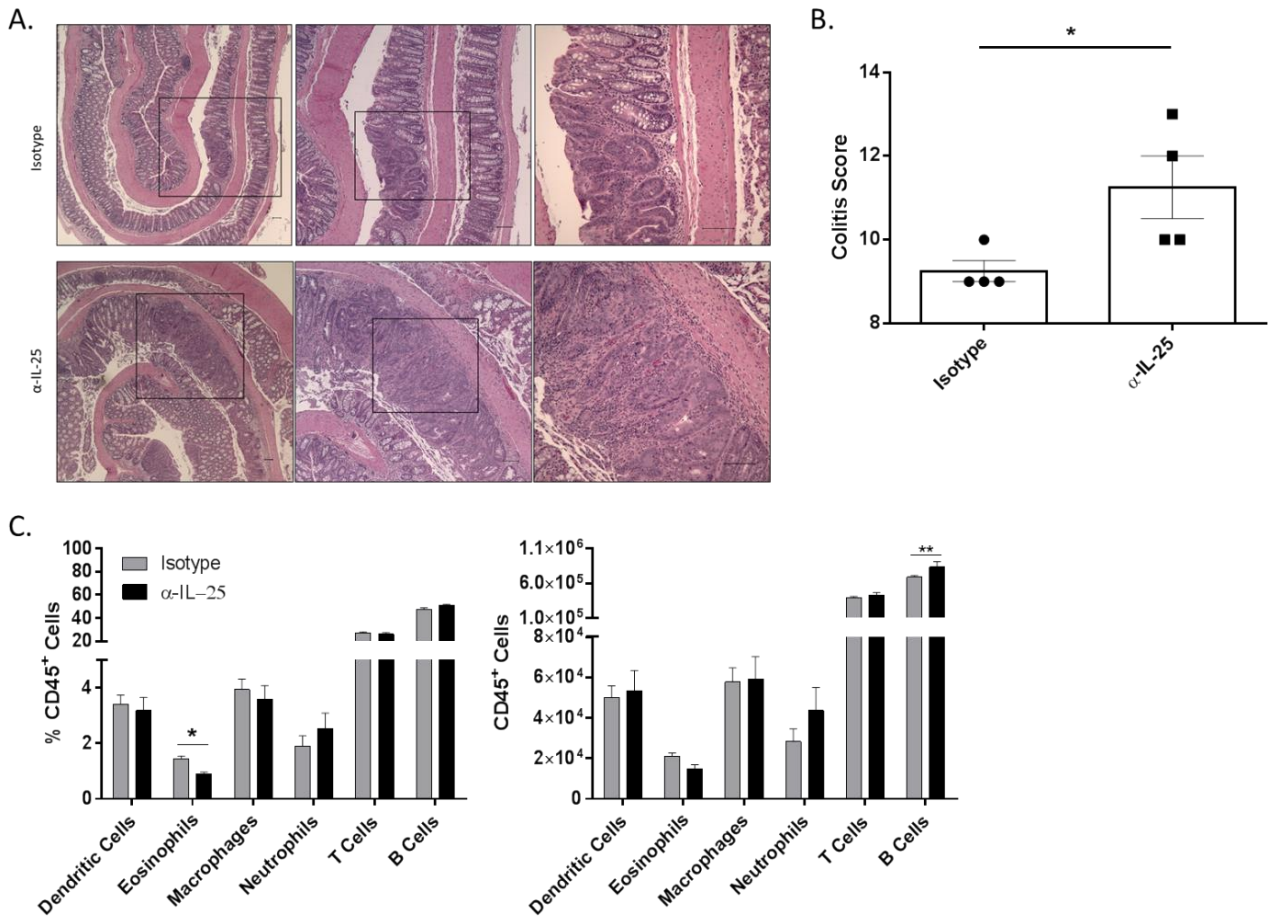 A.
Isotype
α-IL-25
B.
*
Colitis Score
14
12
10
8
Isotype
α-IL-25
C.
% CD45⁺ Cells
100
80
60
40
20
4
2
0
Isotype
α-IL-25
*
Dendritic Cells
Eosinophils
Macrophages
Neutrophils
T Cells
B Cells
CD45⁺ Cells
1.1×10⁶
6.0×10⁵
1.0×10⁵
8×10⁴
6×10⁴
4×10⁴
2×10⁴
0
**
Dendritic Cells
Eosinophils
Macrophages
Neutrophils
T Cells
B Cells